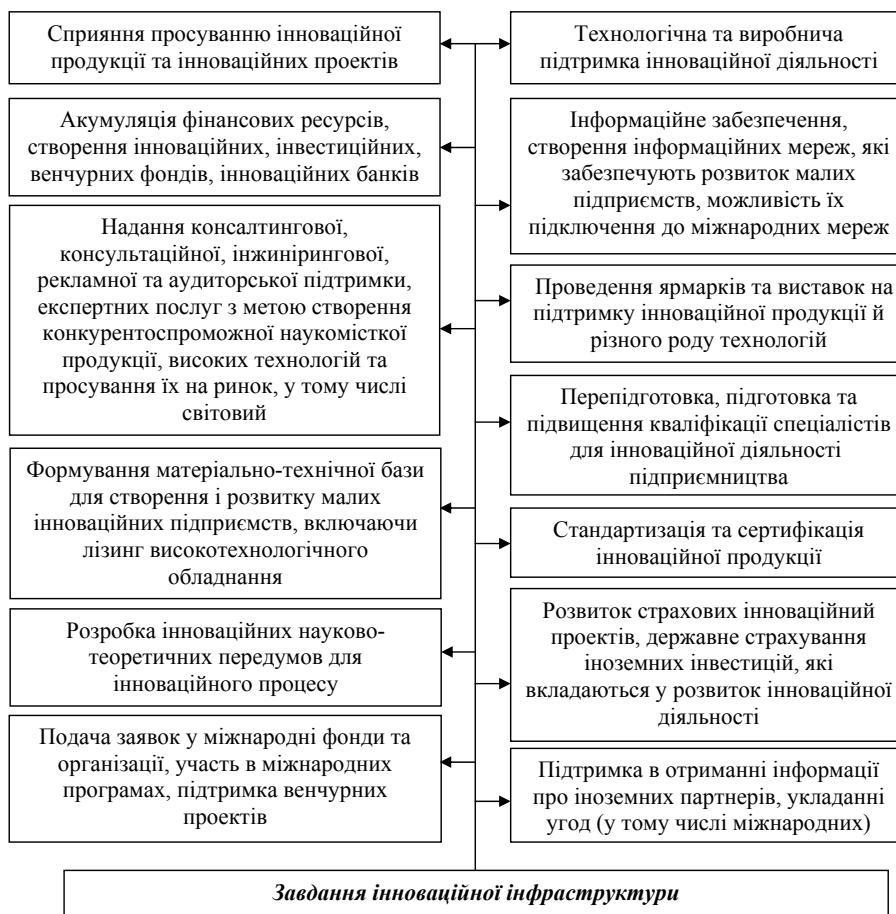 Сприяння просуванню інноваційної
продукції та інноваційних проектів
Акумуляція фінансових ресурсів,
створення інноваційних, інвестиційних,
венчурних фондів, інноваційних банків
Надання консалтингової,
консультаційної, інжинірингової,
рекламної та аудиторської підтримки,
експертних послуг з метою створення
конкурентоспроможної наукомісткої
продукції, високих технологій та
просування їх на ринок, у тому числі
світовий
Формування матеріально-технічної бази
для створення і розвитку малих
інноваційних підприємств, включаючи
лізинг високотехнологічного
обладнання
Розробка інноваційних науково-
теоретичних передумов для
інноваційного процесу
Подача заявок у міжнародні фонди та
організації, участь в міжнародних
програмах, підтримка венчурних
проектів
Технологічна та виробнича
підтримка інноваційної діяльності
Інформаційне забезпечення,
створення інформаційних мереж, які
забезпечують розвиток малих
підприємств, можливість їх
підключення до міжнародних мереж
Проведення ярмарків та виставок на
підтримку інноваційної продукції й
різного роду технологій
Перепідготовка, підготовка та
підвищення кваліфікації спеціалістів
для інноваційної діяльності
підприємництва
Стандартизація та сертифікація
інноваційної продукції
Розвиток страхових інноваційний
проектів, державне страхування
іноземних інвестицій, які
вкладаються у розвиток інноваційної
діяльності
Підтримка в отриманні інформації
про іноземних партнерів, укладанні
угод (у тому числі міжнародних)
Завдання інноваційної інфраструктури